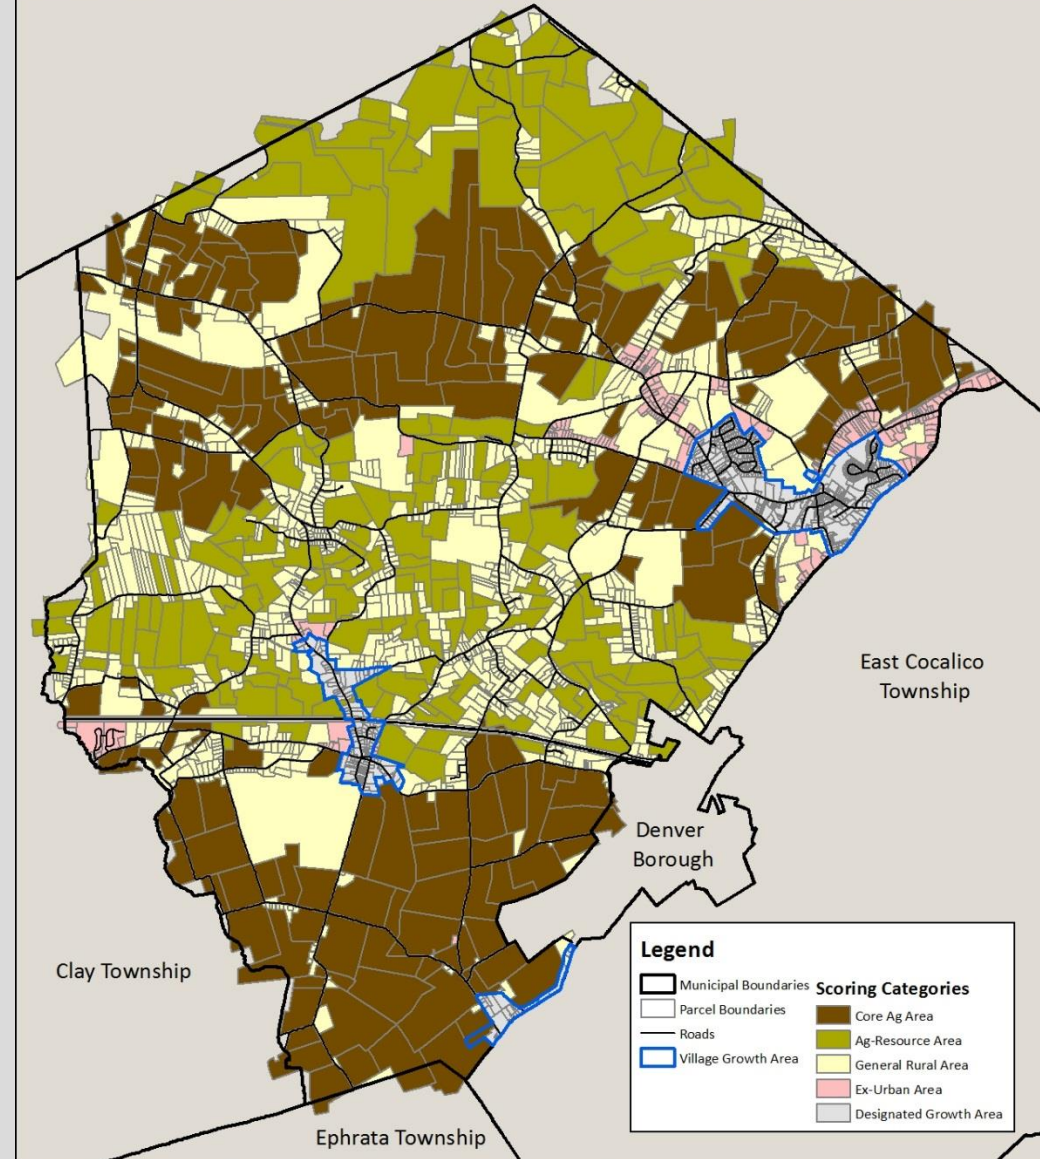 East Cocalico
Township
Denver
Borough
Clay Township
Ephrata Township
Legend
Municipal Boundaries
Parcel Boundaries
Roads
Village Growth Area
Scoring Categories
Core Ag Area
Ag-Resource Area
General Rural Area
Ex-Urban Area
Designated Growth Area